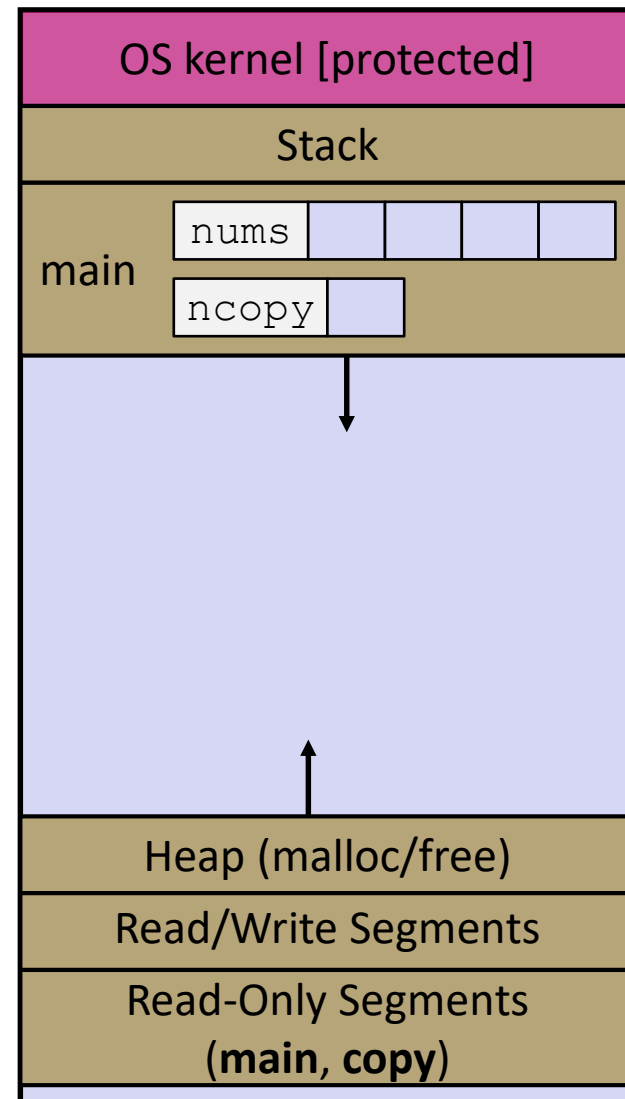 OS kernel [protected]
Stack
main
nums
ncopy
Heap (malloc/free)
Read/Write Segments
Read-Only Segments
(main, copy)